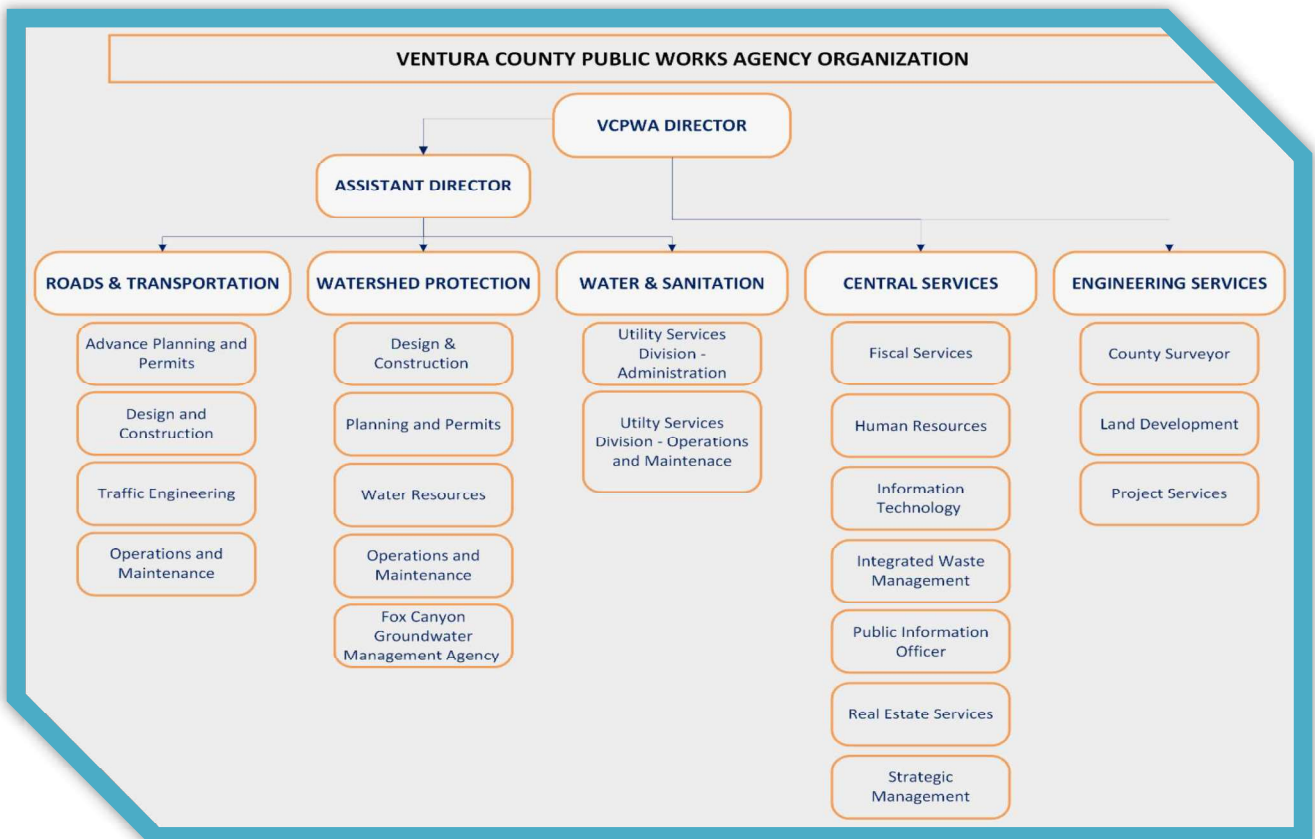 VENTURA COUNTY PUBLIC WORKS AGENCY ORGANIZATION
VCPWA DIRECTOR
ASSISTANT DIRECTOR
ROADS & TRANSPORTATION
Advance Planning and
Permits
Design and
Construction
Traffic Engineering
Operations and
Maintenance
WATERSHED PROTECTION
Design &
Construction
Planning and Permits
Water Resources
Operations and
Maintenance
Fox Canyon
Groundwater
Management Agency
WATER & SANITATION
Utility Services
Division -
Administration
Utilty Services
Division - Operations
and Maintenace
CENTRAL SERVICES
Fiscal Services
Human Resources
Information
Technology
Integrated Waste
Management
Public Information
Officer
Real Estate Services
Strategic
Management
ENGINEERING SERVICES
County Surveyor
Land Development
Project Services